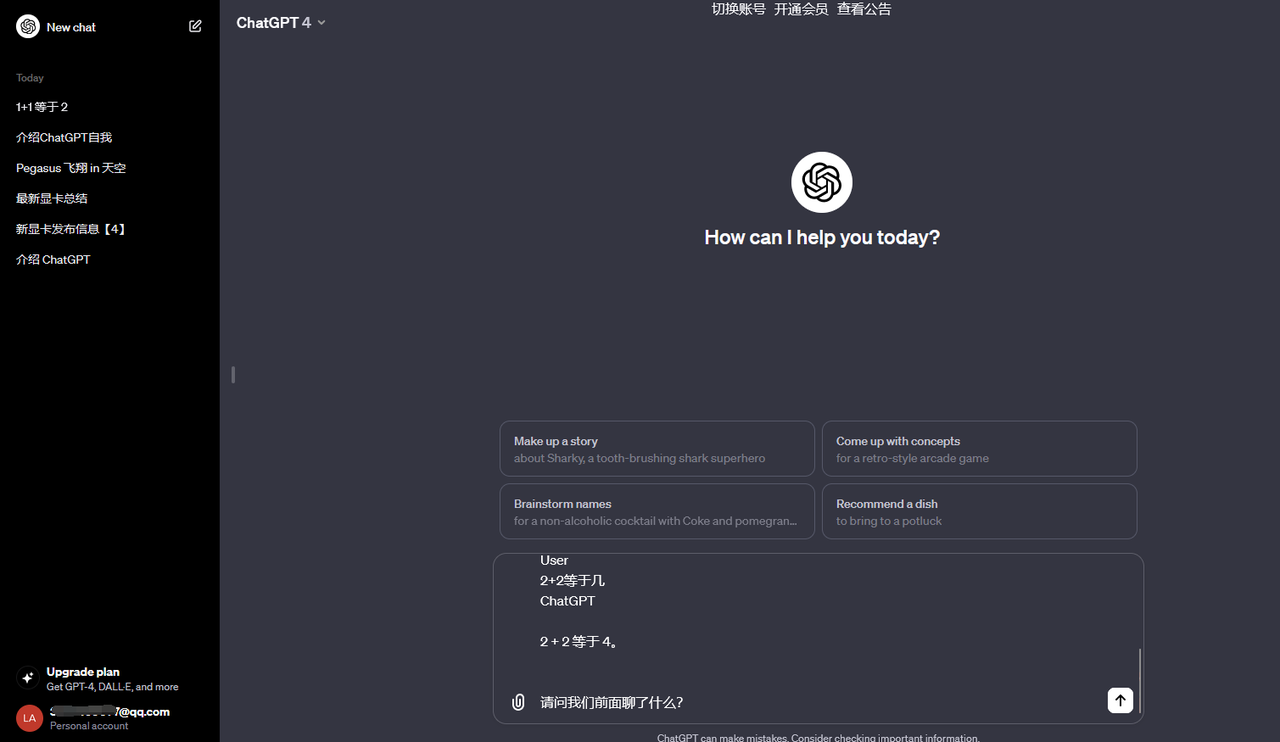 New chat
Today
1+1 等于 2
介绍ChatGPT自我
Pegasus 飞翔 in 天空
最新显卡总结
新显卡发布信息【4】
介绍 ChatGPT
Upgrade plan
Get GPT-4, DALL·E, and more
LA
@qq.com
Personal account
切换账号 开通会员 查看公告
ChatGPT 4
How can I help you today?
Make up a story
about Sharky, a tooth-brushing shark superhero
Come up with concepts
for a retro-style arcade game
Brainstorm names
for a non-alcoholic cocktail with Coke and pomegran...
Recommend a dish
to bring to a potluck
User
2+2等于几
ChatGPT
2 + 2 等于 4。
请问我们前面聊了什么?
ChatGPT can make mistakes. Consider checking important information.